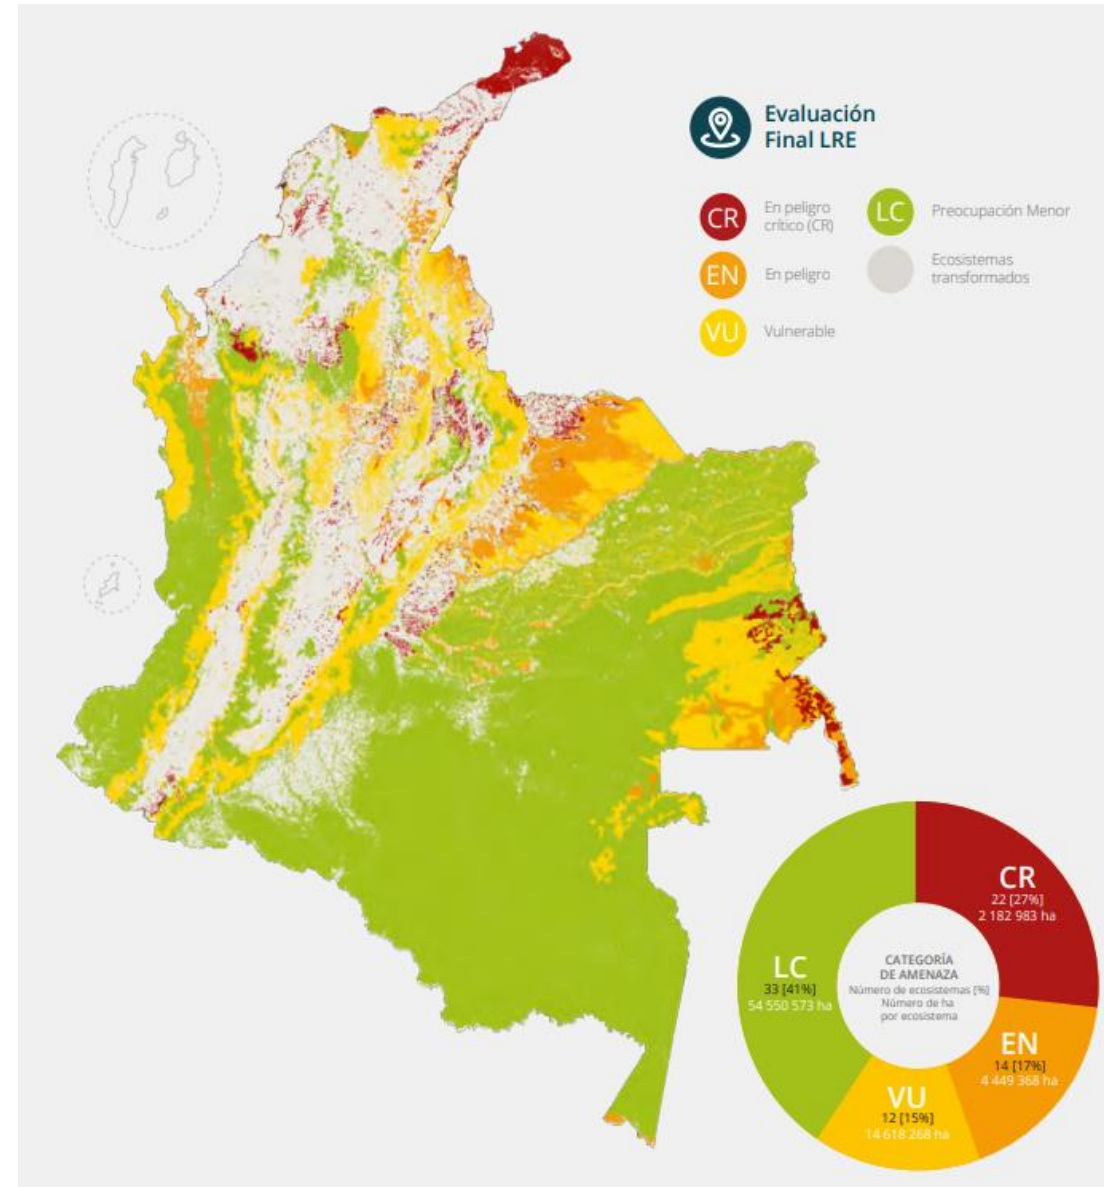 Evaluación
Final LRE
CR
En peligro
crítico (CR)
LC
Preocupación Menor
EN
En peligro
Ecosistemas
transformados
VU
Vulnerable
CR
22 [27%]
2 182 983 ha
LC
33 [41%]
54 550 573 ha
CATEGORÍA
DE AMENAZA
Número de ecosistemas [%]
Número de ha
por ecosistema
EN
14 [17%]
4 449 368 ha
VU
12 [15%]
14 618 268 ha